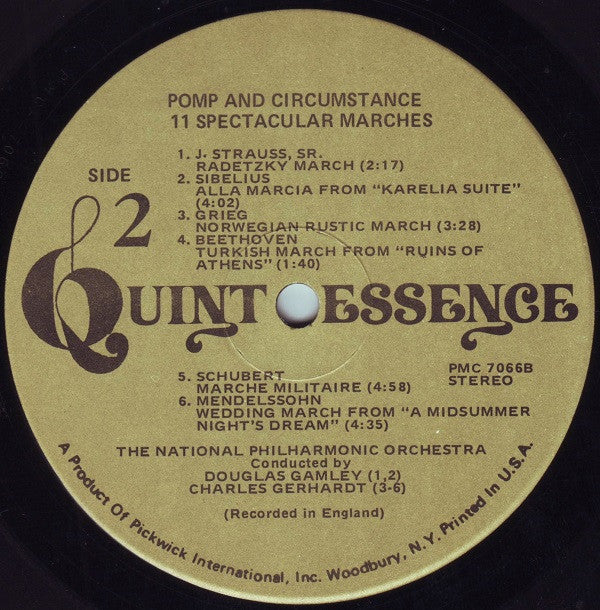 POMP AND CIRCUMSTANCE
11 SPECTACULAR MARCHES
SIDE
2
1. J. STRAUSS, SR.
RADETZKY MARCH (2:17)
2. SIBELIUS
ALLA MARCIA FROM “KARELIA SUITE”
(4:02)
3. GRIEG
NORWEGIAN RUSTIC MARCH (3:28)
4. BEETHOVEN
TURKISH MARCH FROM “RUINS OF
ATHENS” (1:40)
QUINTESSENCE
PMC 7066B
STEREO
5. SCHUBERT
MARCHE MILITAIRE (4:58)
6. MENDELSSOHN
WEDDING MARCH FROM “A MIDSUMMER
NIGHT'S DREAM” (4:35)
THE NATIONAL PHILHARMONIC ORCHESTRA
Conducted by
DOUGLAS GAMLEY (1,2)
CHARLES GERHARDT (3-6)
(Recorded in England)
A Product Of Pickwick International, Inc. Woodbury, N.Y. Printed In U.S.A.